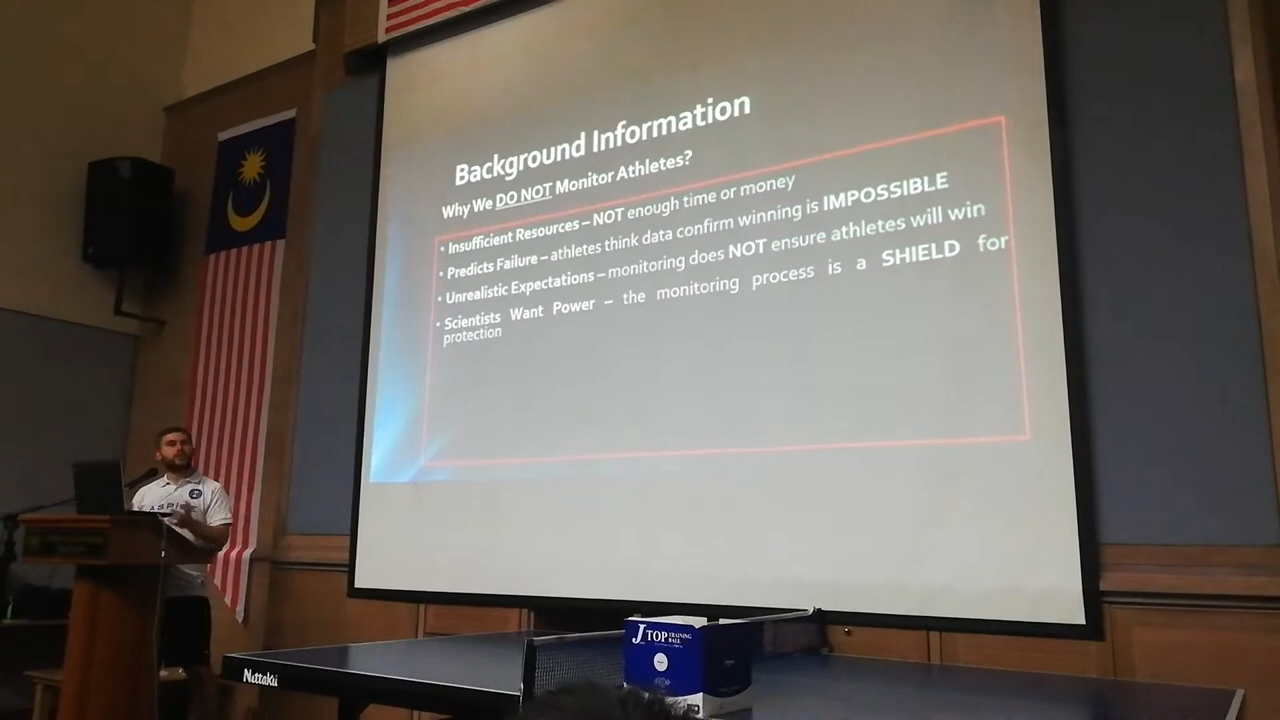 Background Information
Why We DO NOT Monitor Athletes?
• Insufficient Resources – NOT enough time or money
• Predicts Failure – athletes think data confirm winning is IMPOSSIBLE
• Unrealistic Expectations – monitoring does NOT ensure athletes will win
• Scientists Want Power – the monitoring process is a SHIELD for
protection
Nittaku
J TOP TRAINING
BALL